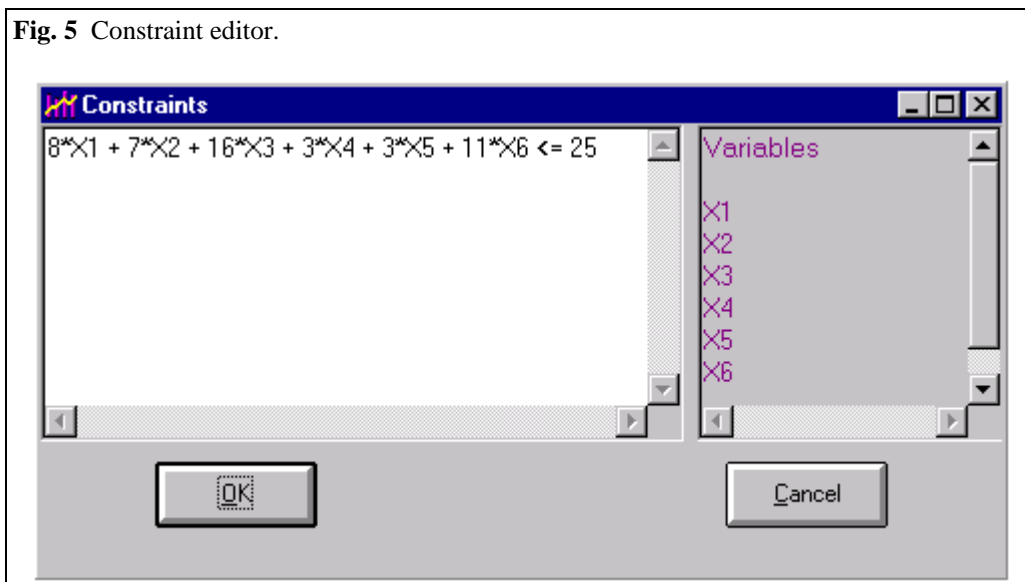 Fig. 5 Constraint editor.
Constraints
8*X1 + 7*X2 + 16*X3 + 3*X4 + 3*X5 + 11*X6 <= 25
Variables
X1
X2
X3
X4
X5
X6
OK
Cancel